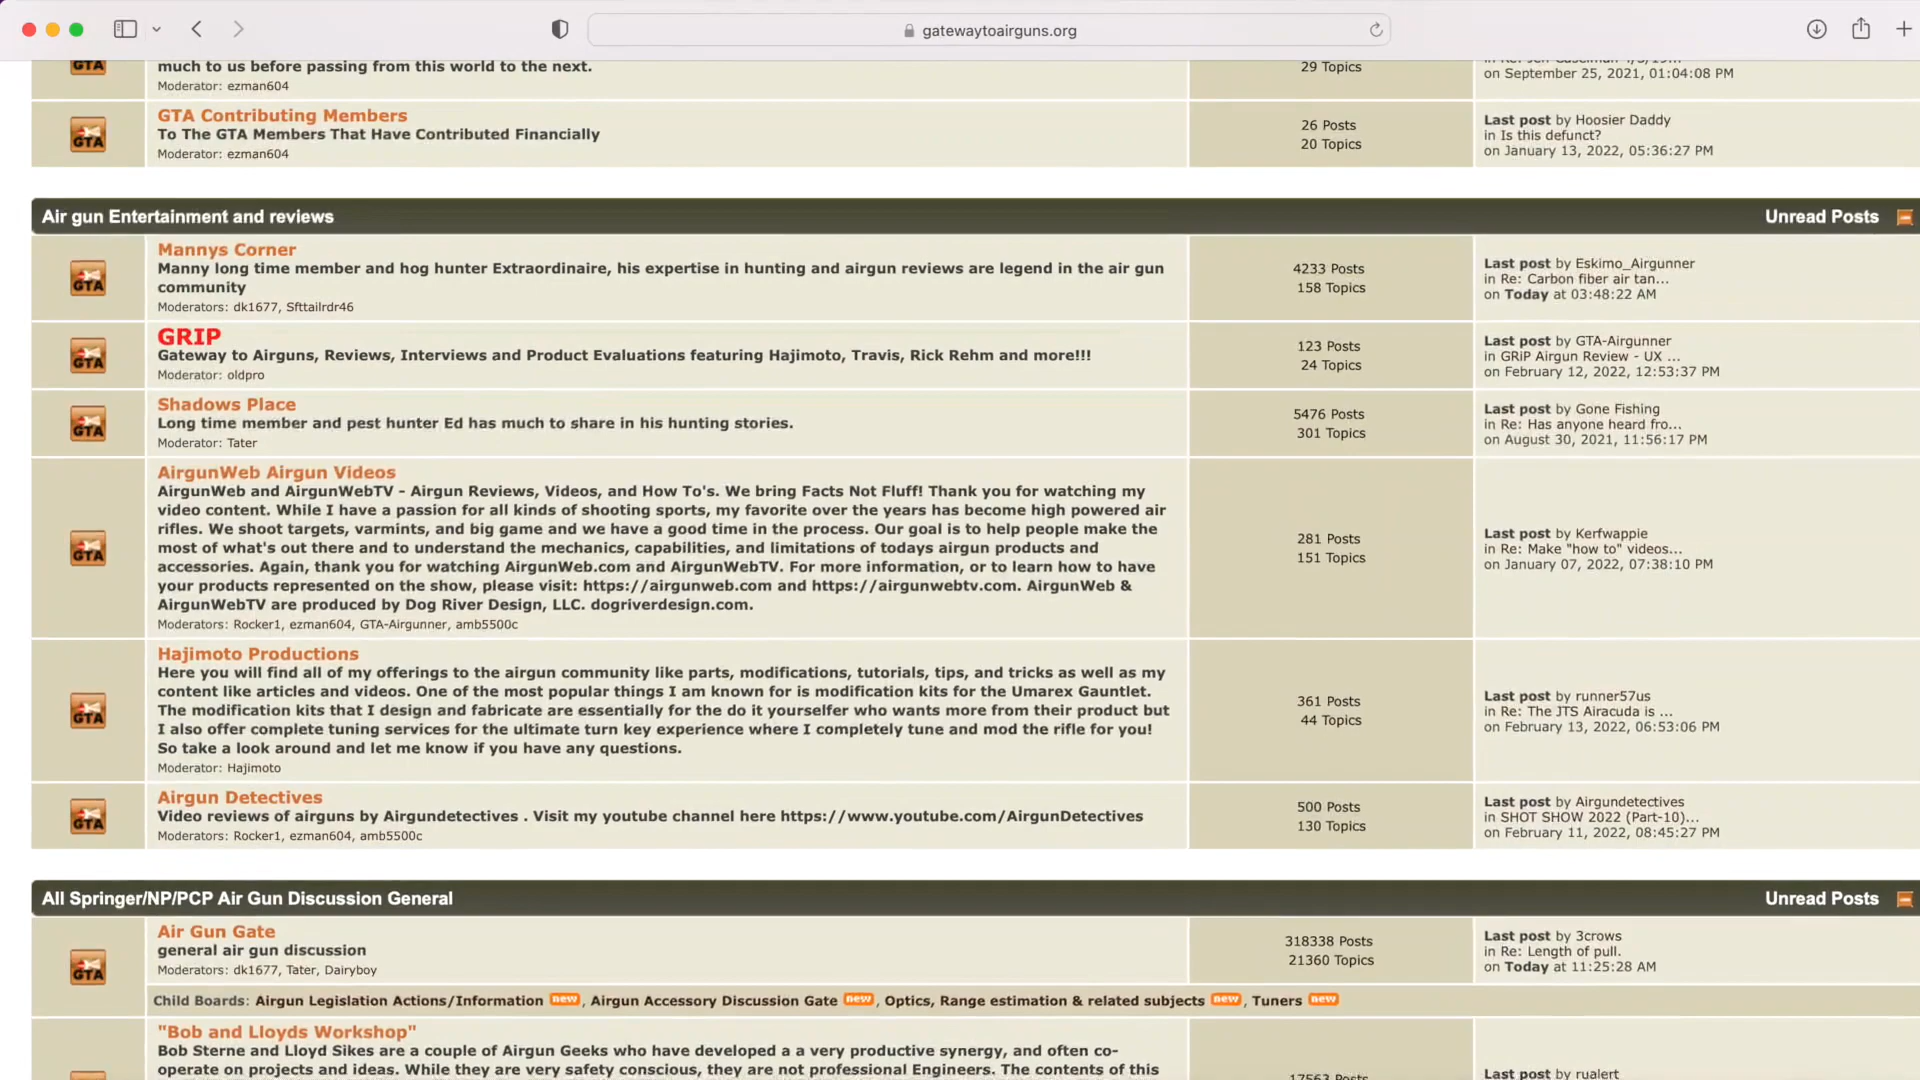 gatewaytoairguns.org
GTA
much to us before passing from this world to the next.
Moderator: ezman604
29 Topics
on September 25, 2021, 01:04:08 PM
GTA
GTA Contributing Members
To The GTA Members That Have Contributed Financially
Moderator: ezman604
26 Posts
20 Topics
Last post by Hoosier Daddy
in Is this defunct?
on January 13, 2022, 05:36:27 PM
Air gun Entertainment and reviews
Unread Posts
GTA
Mannys Corner
Manny long time member and hog hunter Extraordinaire, his expertise in hunting and airgun reviews are legend in the air gun
community
Moderators: dk1677, Sfttailrdr46
4233 Posts
158 Topics
Last post by Eskimo_Airgunner
in Re: Carbon fiber air tan...
on Today at 03:48:22 AM
GTA
GRIP
Gateway to Airguns, Reviews, Interviews and Product Evaluations featuring Hajimoto, Travis, Rick Rehm and more!!!
Moderator: oldpro
123 Posts
24 Topics
Last post by GTA-Airgunner
in GRiP Airgun Review - UX ...
on February 12, 2022, 12:53:37 PM
GTA
Shadows Place
Long time member and pest hunter Ed has much to share in his hunting stories.
Moderator: Tater
5476 Posts
301 Topics
Last post by Gone Fishing
in Re: Has anyone heard fro...
on August 30, 2021, 11:56:17 PM
GTA
AirgunWeb Airgun Videos
AirgunWeb and AirgunWebTV - Airgun Reviews, Videos, and How To's. We bring Facts Not Fluff! Thank you for watching my
video content. While I have a passion for all kinds of shooting sports, my favorite over the years has become high powered air
rifles. We shoot targets, varmints, and big game and we have a good time in the process. Our goal is to help people make the
most of what's out there and to understand the mechanics, capabilities, and limitations of todays airgun products and
accessories. Again, thank you for watching AirgunWeb.com and AirgunWebTV. For more information, or to learn how to have
your products represented on the show, please visit: https://airgunweb.com and https://airgunwebtv.com. AirgunWeb &
AirgunWebTV are produced by Dog River Design, LLC. dogriverdesign.com.
Moderators: Rocker1, ezman604, GTA-Airgunner, amb5500c
281 Posts
151 Topics
Last post by Kerfwappie
in Re: Make "how to" videos...
on January 07, 2022, 07:38:10 PM
GTA
Hajimoto Productions
Here you will find all of my offerings to the airgun community like parts, modifications, tutorials, tips, and tricks as well as my
content like articles and videos. One of the most popular things I am known for is modification kits for the Umarex Gauntlet.
The modification kits that I design and fabricate are essentially for the do it yourselfer who wants more from their product but
I also offer complete tuning services for the ultimate turn key experience where I completely tune and mod the rifle for you!
So take a look around and let me know if you have any questions.
Moderator: Hajimoto
361 Posts
44 Topics
Last post by runner57us
in Re: The JTS Airacuda is ...
on February 13, 2022, 06:53:06 PM
GTA
Airgun Detectives
Video reviews of airguns by Airgundetectives . Visit my youtube channel here https://www.youtube.com/AirgunDetectives
Moderators: Rocker1, ezman604, amb5500c
500 Posts
130 Topics
Last post by Airgundetectives
in SHOT SHOW 2022 (Part-10)...
on February 11, 2022, 08:45:27 PM
All Springer/NP/PCP Air Gun Discussion General
Unread Posts
GTA
Air Gun Gate
general air gun discussion
Moderators: dk1677, Tater, Dairyboy
318338 Posts
21360 Topics
Last post by 3crows
in Re: Length of pull.
on Today at 11:25:28 AM
Child Boards: Airgun Legislation Actions/Information new , Airgun Accessory Discussion Gate new , Optics, Range estimation & related subjects new , Tuners new
"Bob and Lloyds Workshop"
Bob Sterne and Lloyd Sikes are a couple of Airgun Geeks who have developed a a very productive synergy, and often co-
operate on projects and ideas. While they are very safety conscious, they are not professional Engineers. The contents of this
17563 Posts
Last post by rualert